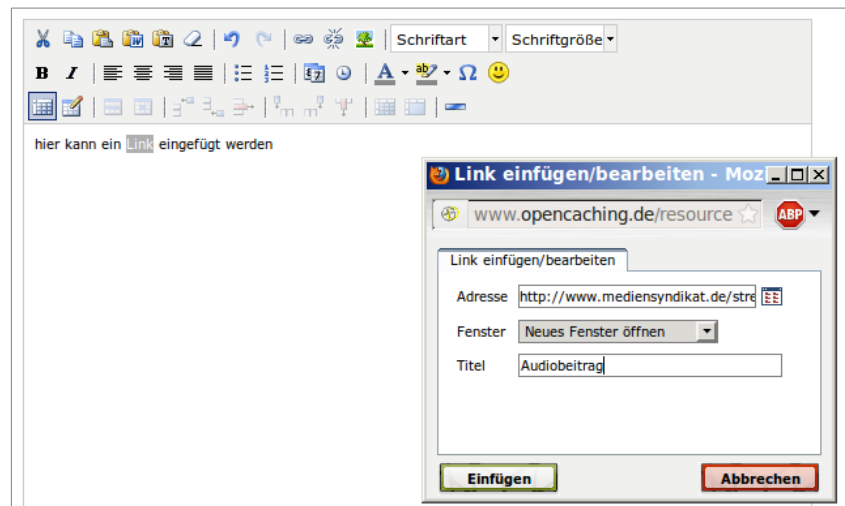 Schriftart Schriftgröße
B I A ab Ω
hier kann ein Link eingefügt werden
Link einfügen/bearbeiten - Moz
www.opencaching.de/resource ABP
Link einfügen/bearbeiten
Adresse http://www.mediensyndikat.de/stre
Fenster Neues Fenster öffnen
Titel Audiobeitrag
Einfügen Abbrechen